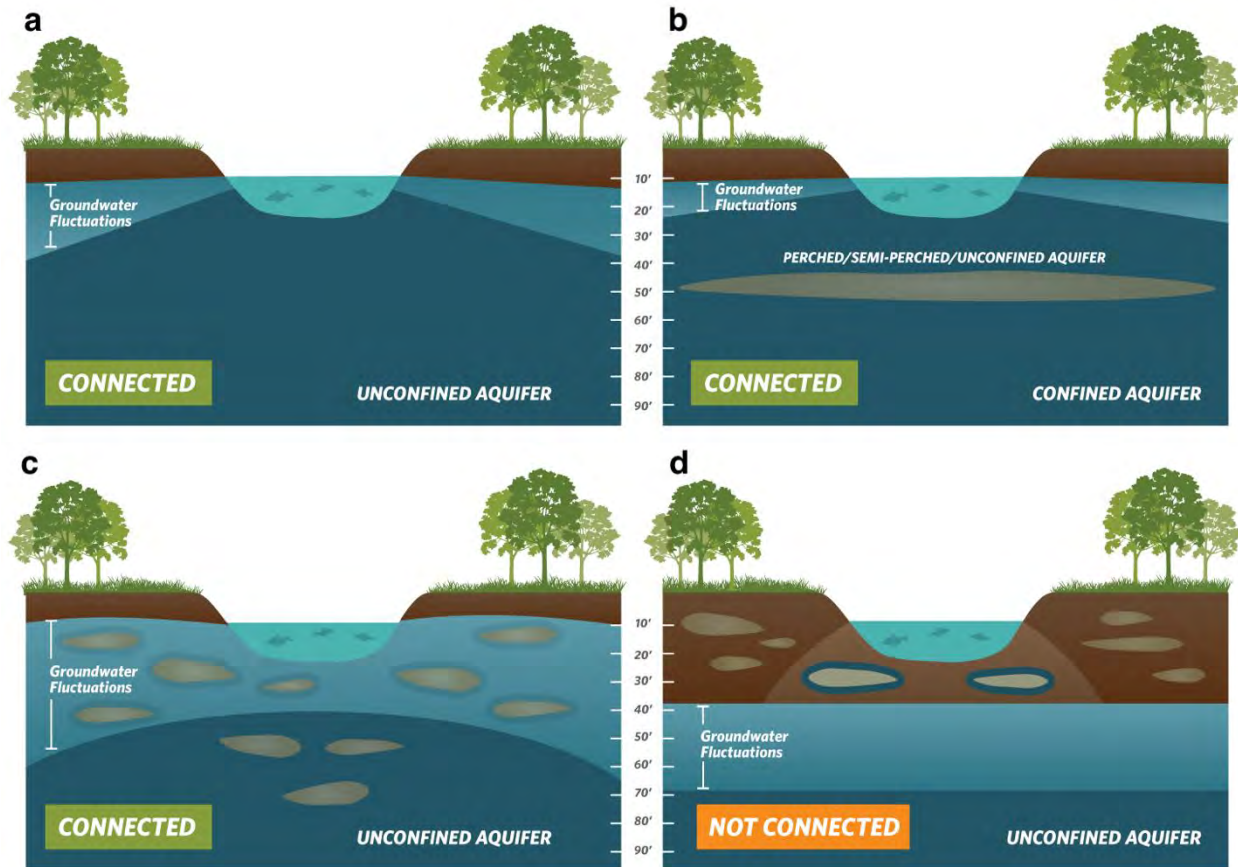 a
b
Groundwater
Fluctuations
CONNECTED
UNCONFINED AQUIFER
10'
20'
30'
40'
50'
60'
70'
80'
90'
Groundwater
Fluctuations
PERCHED/SEMI-PERCHED/UNCONFINED AQUIFER
CONNECTED
CONFINED AQUIFER
c
d
Groundwater
Fluctuations
CONNECTED
UNCONFINED AQUIFER
10'
20'
30'
40'
50'
60'
70'
80'
90'
Groundwater
Fluctuations
NOT CONNECTED
UNCONFINED AQUIFER